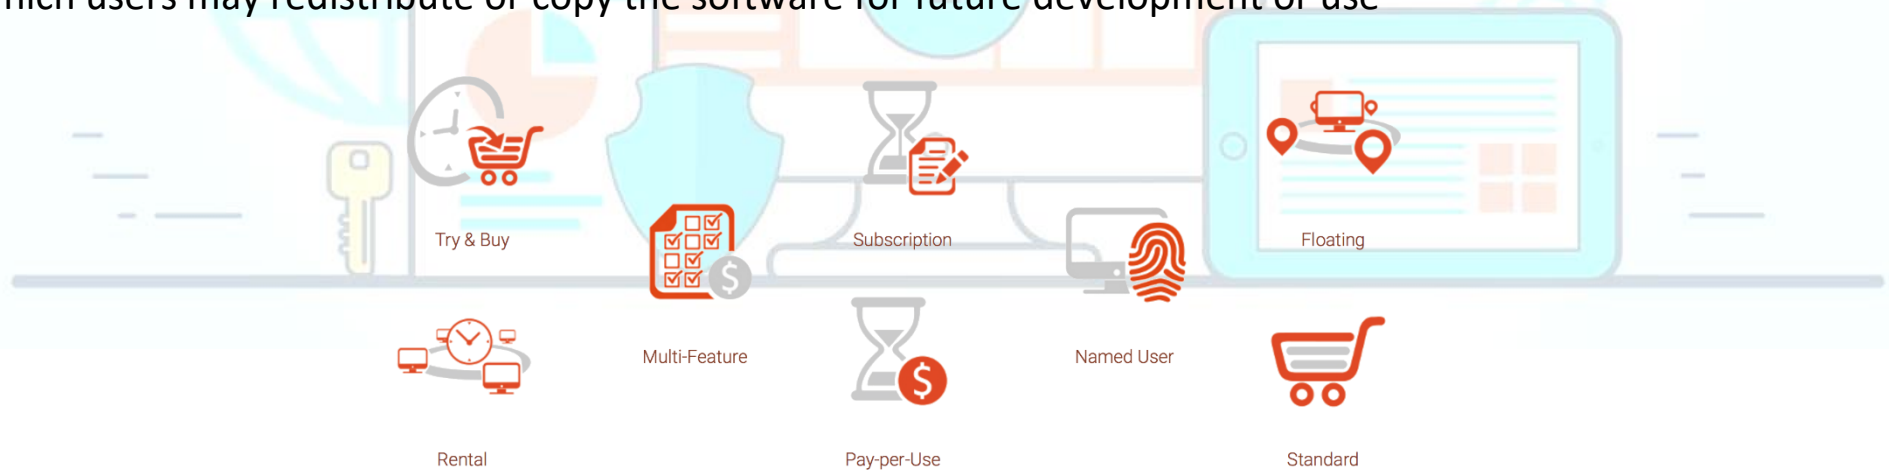 which users may redistribute or copy the software for future development or use
Try & Buy
Subscription
Floating
Multi-Feature
Named User
Rental
Pay-per-Use
Standard